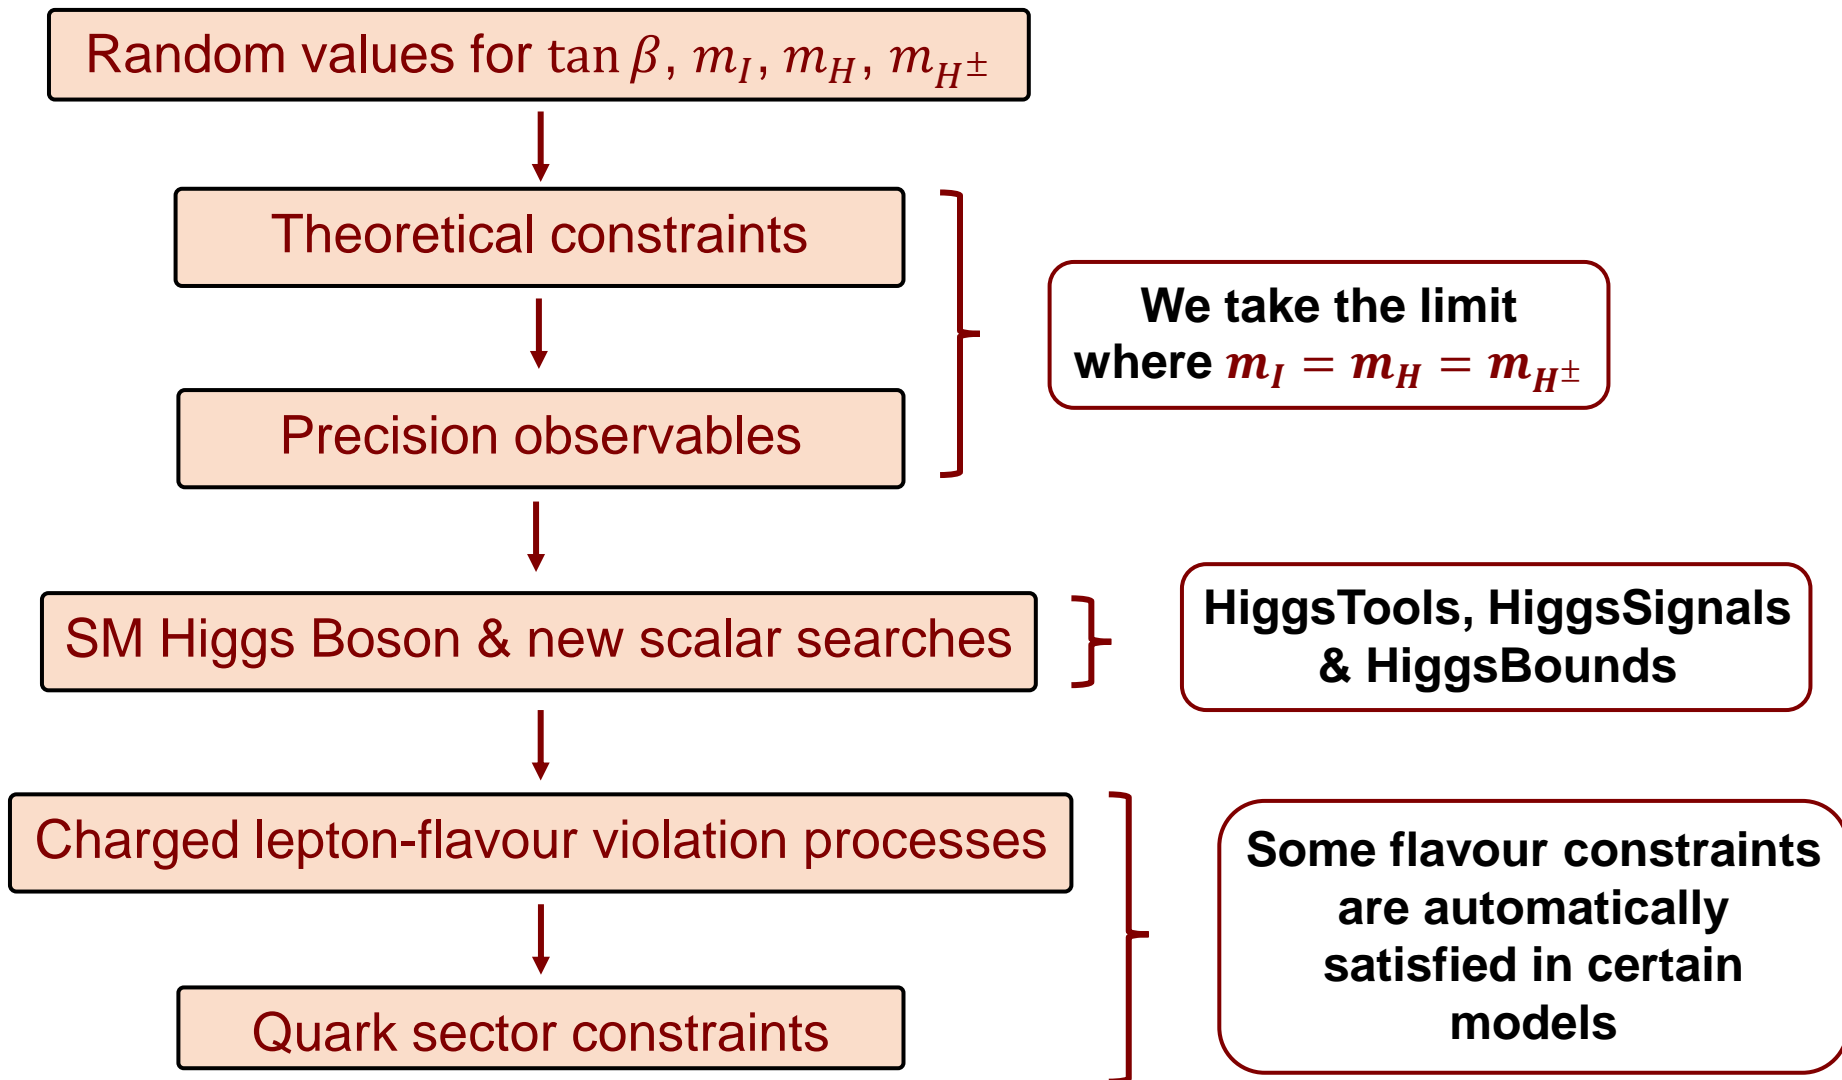 Random values for tan β, m_I, m_H, m_{H^±}
Theoretical constraints
We take the limit
where m_I = m_H = m_{H^±}
Precision observables
SM Higgs Boson & new scalar searches
HiggsTools, HiggsSignals
& HiggsBounds
Charged lepton-flavour violation processes
Some flavour constraints
are automatically
satisfied in certain
models
Quark sector constraints